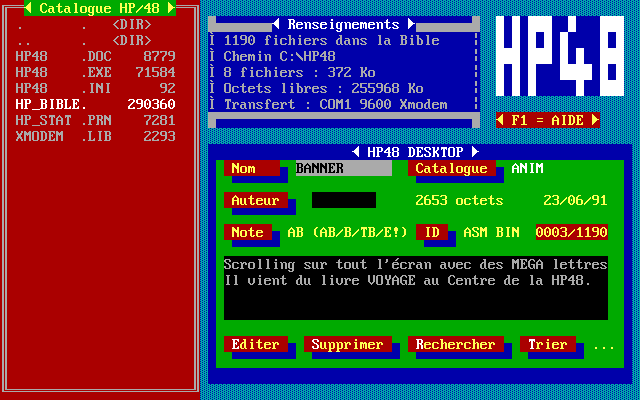 Catalogue HP/48
. . <DIR>
.. . <DIR>
HP48 .DOC 8779
HP48 .EXE 71584
HP48 .INI 92
HP_BIBLE. 290360
HP_STAT .PRN 7281
XMODEM .LIB 2293
Renseignements
1190 fichiers dans la Bible
Chemin C:\HP48
8 fichiers : 372 Ko
Octets libres : 255968 Ko
Transfert : COM1 9600 Xmodem
HP48
F1 = AIDE
HP48 DESKTOP
Nom BANNER Catalogue ANIM
Auteur 2653 octets 23/06/91
Note AB (AB/B/TB/E!) ID ASM BIN 0003/1190
Scrolling sur tout l'écran avec des MEGA lettres
Il vient du livre VOYAGE au Centre de la HP48.
Editer Supprimer Rechercher Trier ...